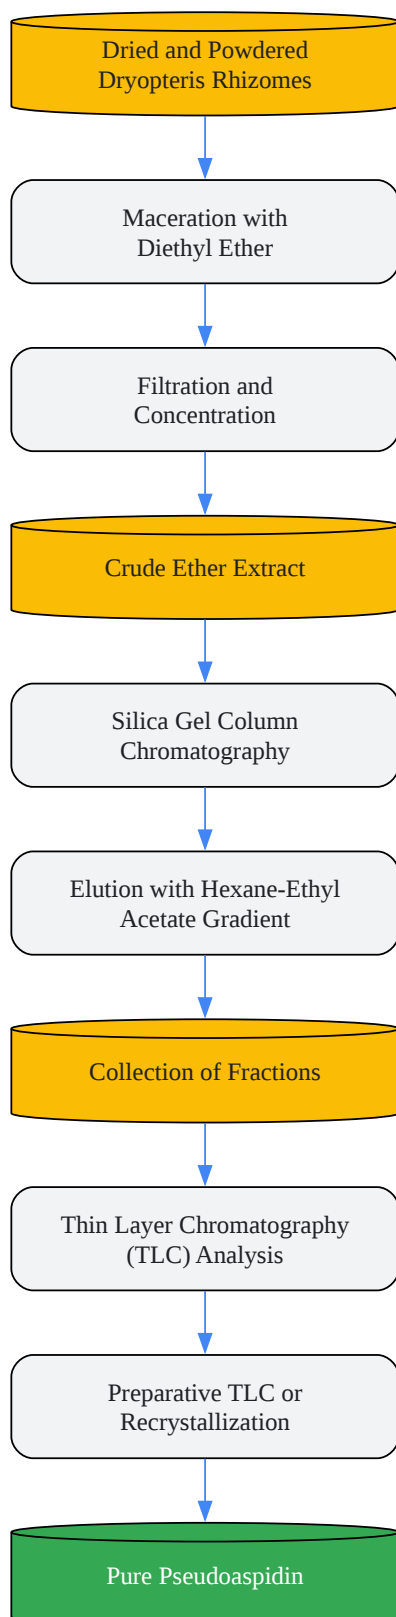 Dried and Powdered
Dryopteris Rhizomes
Maceration with
Diethyl Ether
Filtration and
Concentration
Crude Ether Extract
Silica Gel Column
Chromatography
Elution with Hexane-Ethyl
Acetate Gradient
Collection of Fractions
Thin Layer Chromatography
(TLC) Analysis
Preparative TLC or
Recrystallization
Pure Pseudoaspidin